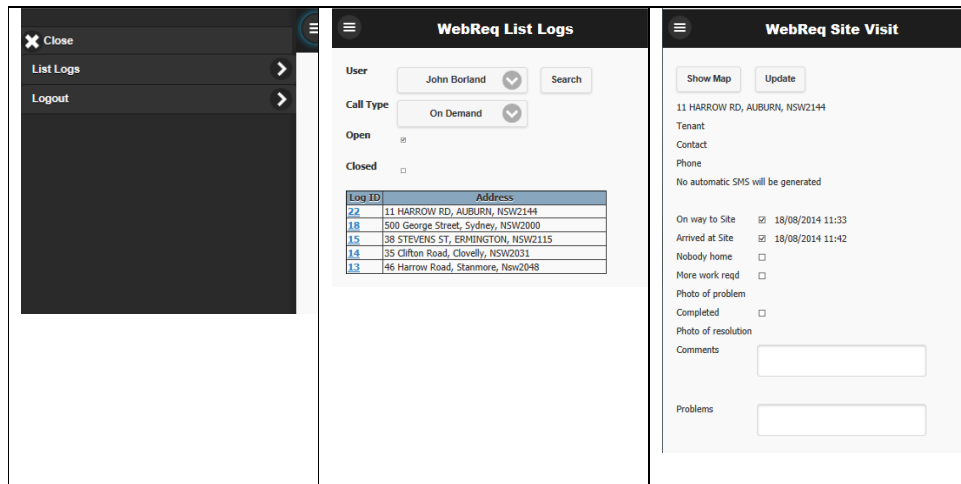 Close
List Logs
Logout
WebReq List Logs
User John Borland Search
Call Type On Demand
Open
Closed
Log ID Address
22 11 HARROW RD, AUBURN, NSW2144
18 500 George Street, Sydney, NSW2000
15 38 STEVENS ST, ERMINGTON, NSW2115
14 35 Clifton Road, Clovelly, NSW2031
13 46 Harrow Road, Stanmore, Nsw2048
WebReq Site Visit
Show Map Update
11 HARROW RD, AUBURN, NSW2144
Tenant
Contact
Phone
No automatic SMS will be generated
On way to Site 18/08/2014 11:33
Arrived at Site 18/08/2014 11:42
Nobody home
More work reqd
Photo of problem
Completed
Photo of resolution
Comments
Problems